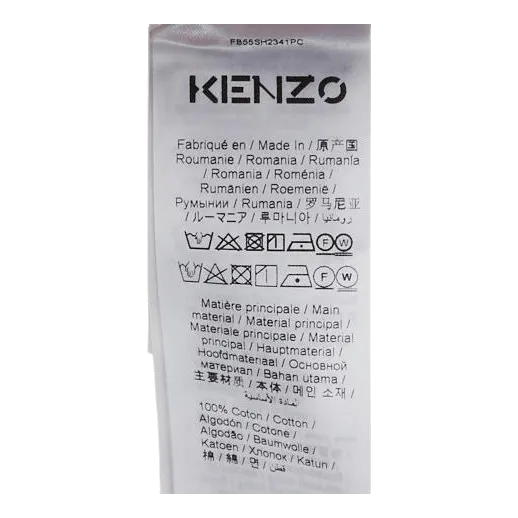 FB55SH2341PC
KENZO
Fabriqué en / Made In / 原产国
Roumanie / Romania / Rumanía
/ Romania / Roménia /
Rumänien / Roemenië /
Румынии / Rumania / 罗马尼亚
/ ルーマニア / 루마니아 / رومانيا
F W
F W
Matière principale / Main
material / Material principal /
Materiale principale / Material
principal / Hauptmaterial /
Hoofdmateriaal / Основной
материал / Bahan utama /
主要材质 / 本体 / 메인 소재 /
المادة الأساسية
100% Coton / Cotton /
Algodón / Cotone /
Algodão / Baumwolle /
Katoen / Хлопок / Katun /
棉 / 綿 / 면 / قطن